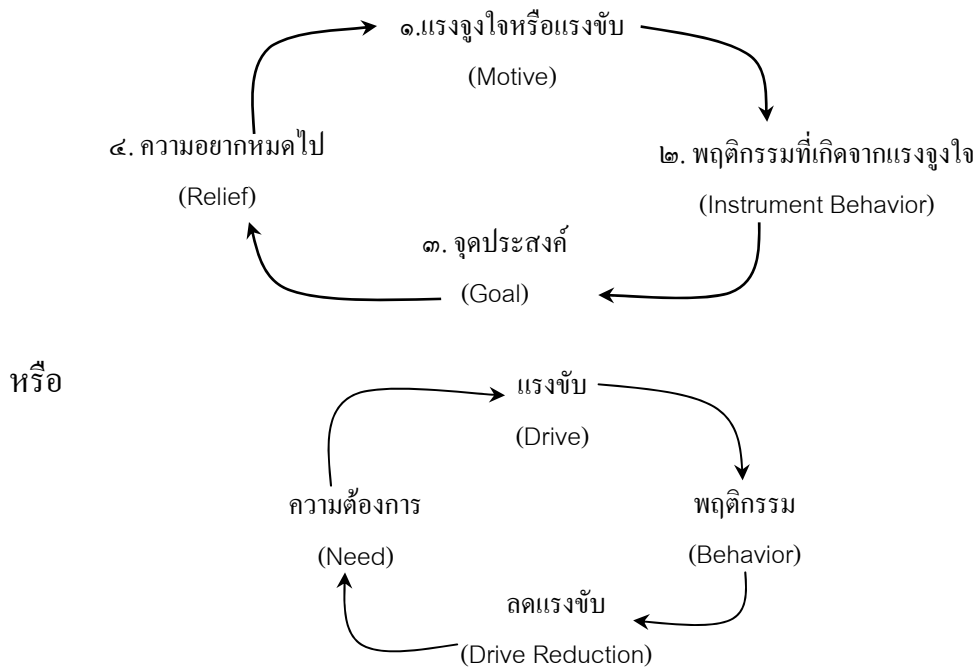 ๑.แรงจูงใจหรือแรงขับ
(Motive)
๔. ความอยากหมดไป
(Relief)
๒. พฤติกรรมที่เกิดจากแรงจูงใจ
(Instrument Behavior)
๓. จุดประสงค์
(Goal)
หรือ
แรงขับ
(Drive)
ความต้องการ
(Need)
พฤติกรรม
(Behavior)
ลดแรงขับ
(Drive Reduction)